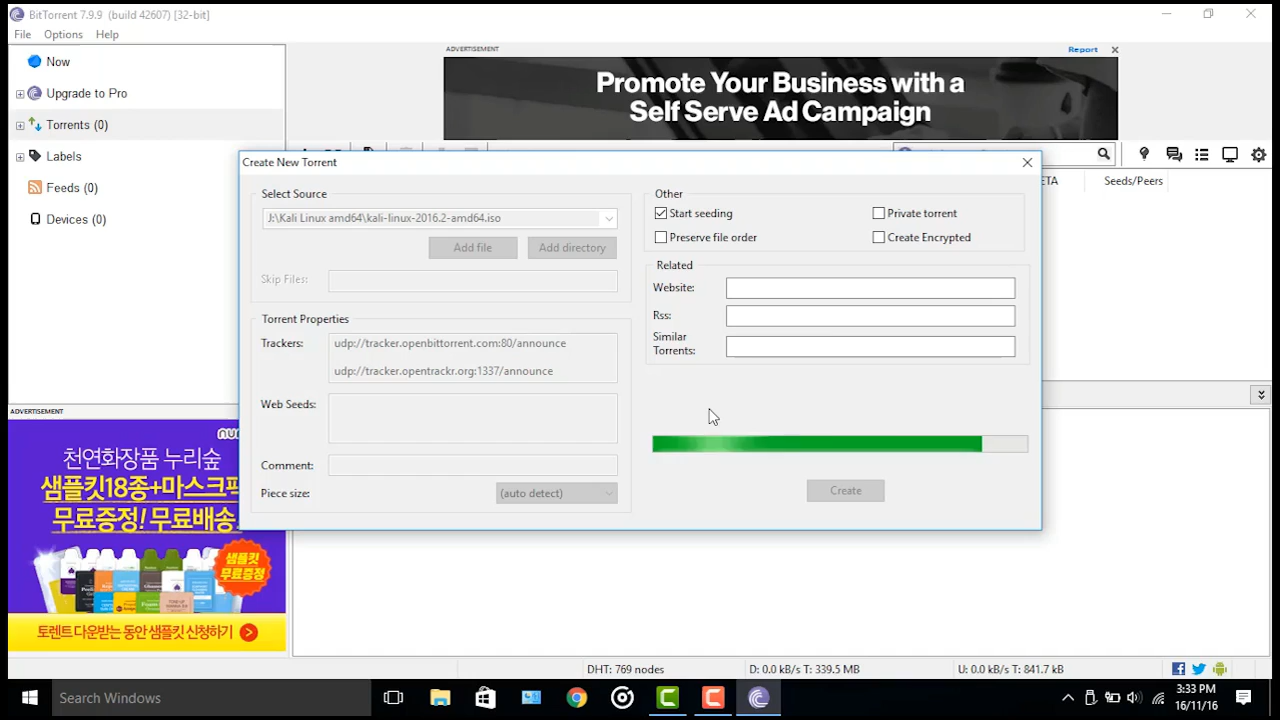 BitTorrent 7.9.9 (build 42607) [32-bit]
File Options Help
Now
Upgrade to Pro
Torrents (0)
Labels
Feeds (0)
Devices (0)
ADVERTISEMENT
Report
Promote Your Business with a
Self Serve Ad Campaign
Seeds/Peers
Create New Torrent
Select Source
J:\Kali Linux amd64\kali-linux-2016.2-amd64.iso
Add file
Add directory
Skip Files:
Torrent Properties
Trackers:
udp://tracker.openbittorrent.com:80/announce
udp://tracker.opentrackr.org:1337/announce
Web Seeds:
Comment:
Piece size:
(auto detect)
Other
Start seeding
Private torrent
Preserve file order
Create Encrypted
Related
Website:
Rss:
Similar
Torrents:
Create
ADVERTISEMENT
천연화장품 누리숲
샘플킷18종+마스크팩
무료증정! 무료배송
샘플킷
무료증정
토렌트 다운받는 동안 샘플킷 신청하기
DHT: 769 nodes
D: 0.0 kB/s T: 339.5 MB
U: 0.0 kB/s T: 841.7 kB
Search Windows
3:33 PM
16/11/16